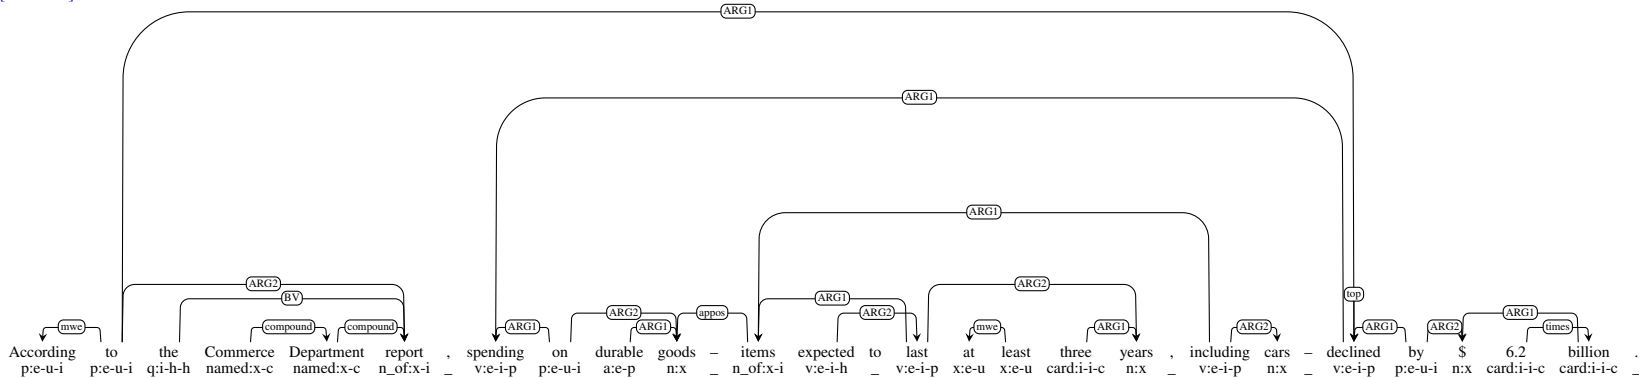 ARG1
ARG1
ARG1
ARG2 ARG2
BV top
ARG1
ARG2 appos ARG2 ARG1
mwe compound compound ARG1 ARG1 mwe ARG1 ARG2 ARG1 ARG2 times
According to the Commerce Department report , spending on durable goods – items expected to last at least three years , including cars – declined by $ 6.2 billion .
p:e-u-i p:e-u-i q:i-h-h named:x-c named:x-c n_of:x-i _ v:e-i-p p:e-u-i a:e-p n:x _ n_of:x-i v:e-i-h _ v:e-i-p x:e-u x:e-u card:i-i-c n:x _ v:e-i-p n:x _ v:e-i-p p:e-u-i n:x card:i-i-c card:i-i-c _